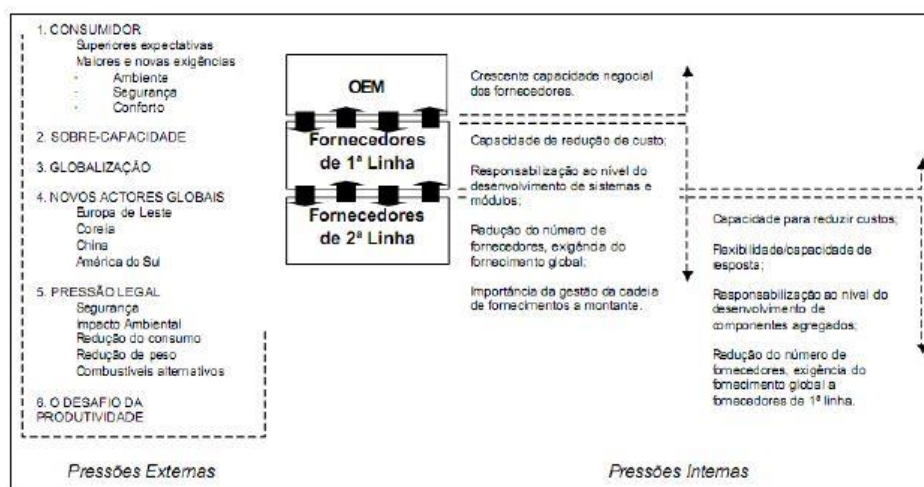 1. CONSUMIDOR
Superiores expectativas
Maiores e novas exigências
- Ambiente
- Segurança
- Conforto
2. SOBRE-CAPACIDADE
3. GLOBALIZAÇÃO
4. NOVOS ACTORES GLOBAIS
Europa de Leste
Coreia
China
América do Sul
5. PRESSÃO LEGAL
Segurança
Impacto Ambiental
Redução do consumo
Redução de peso
Combustíveis alternativos
6. O DESAFIO DA
PRODUTIVIDADE
Pressões Externas
OEM
Fornecedores
de 1ª Linha
Fornecedores
de 2ª Linha
Crescente capacidade negocial
dos fornecedores.
Capacidade de redução de custo;
Responsabilização ao nível do
desenvolvimento de sistemas e
módulos;
Redução do número de
fornecedores, exigência do
fornecimento global;
Importância da gestão da cadeia
de fornecimentos a montante.
Capacidade para reduzir custos;
Flexibilidade/capacidade de
resposta;
Responsabilização ao nível do
desenvolvimento de
componentes agregados;
Redução do número de
fornecedores, exigência do
fornecimento global a
fornecedores de 1ª linha.
Pressões Internas